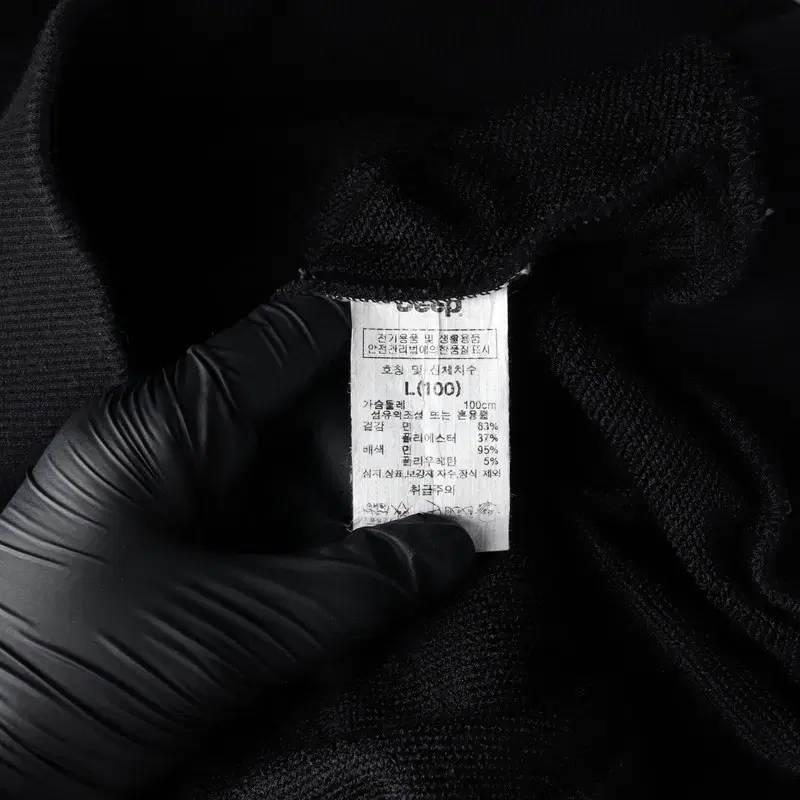 Jeep
전기용품 및 생활용품
안전관리법에의한품질표시
호칭 및 신체치수
L(100)
가슴둘레 100cm
섬유의조성 또는 혼용율
겉감 면 63%
폴리에스터 37%
배색 면 95%
폴리우레탄 5%
심지,상표,보강재,자수,장식 제외
취급주의